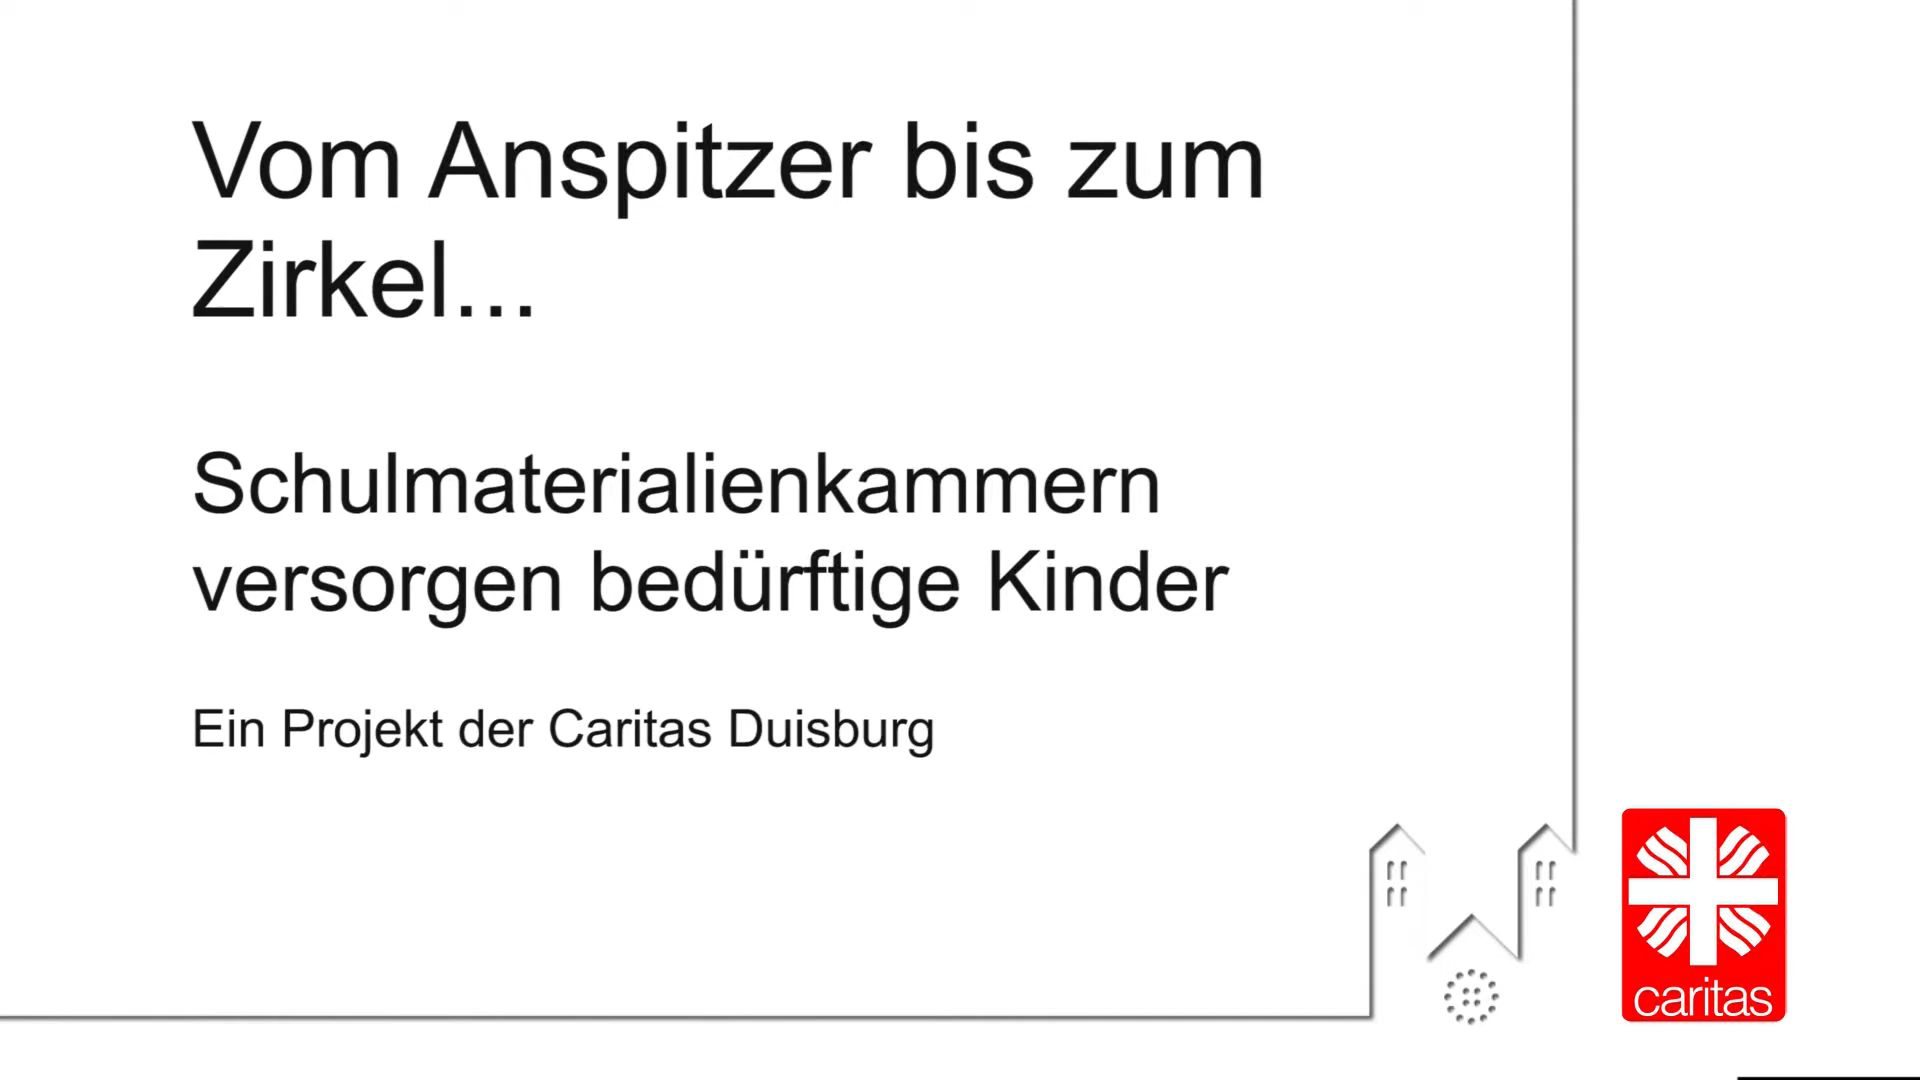 Vom Anspitzer bis zum
Zirkel...
Schulmaterialienkammern
versorgen bedürftige Kinder
Ein Projekt der Caritas Duisburg
caritas